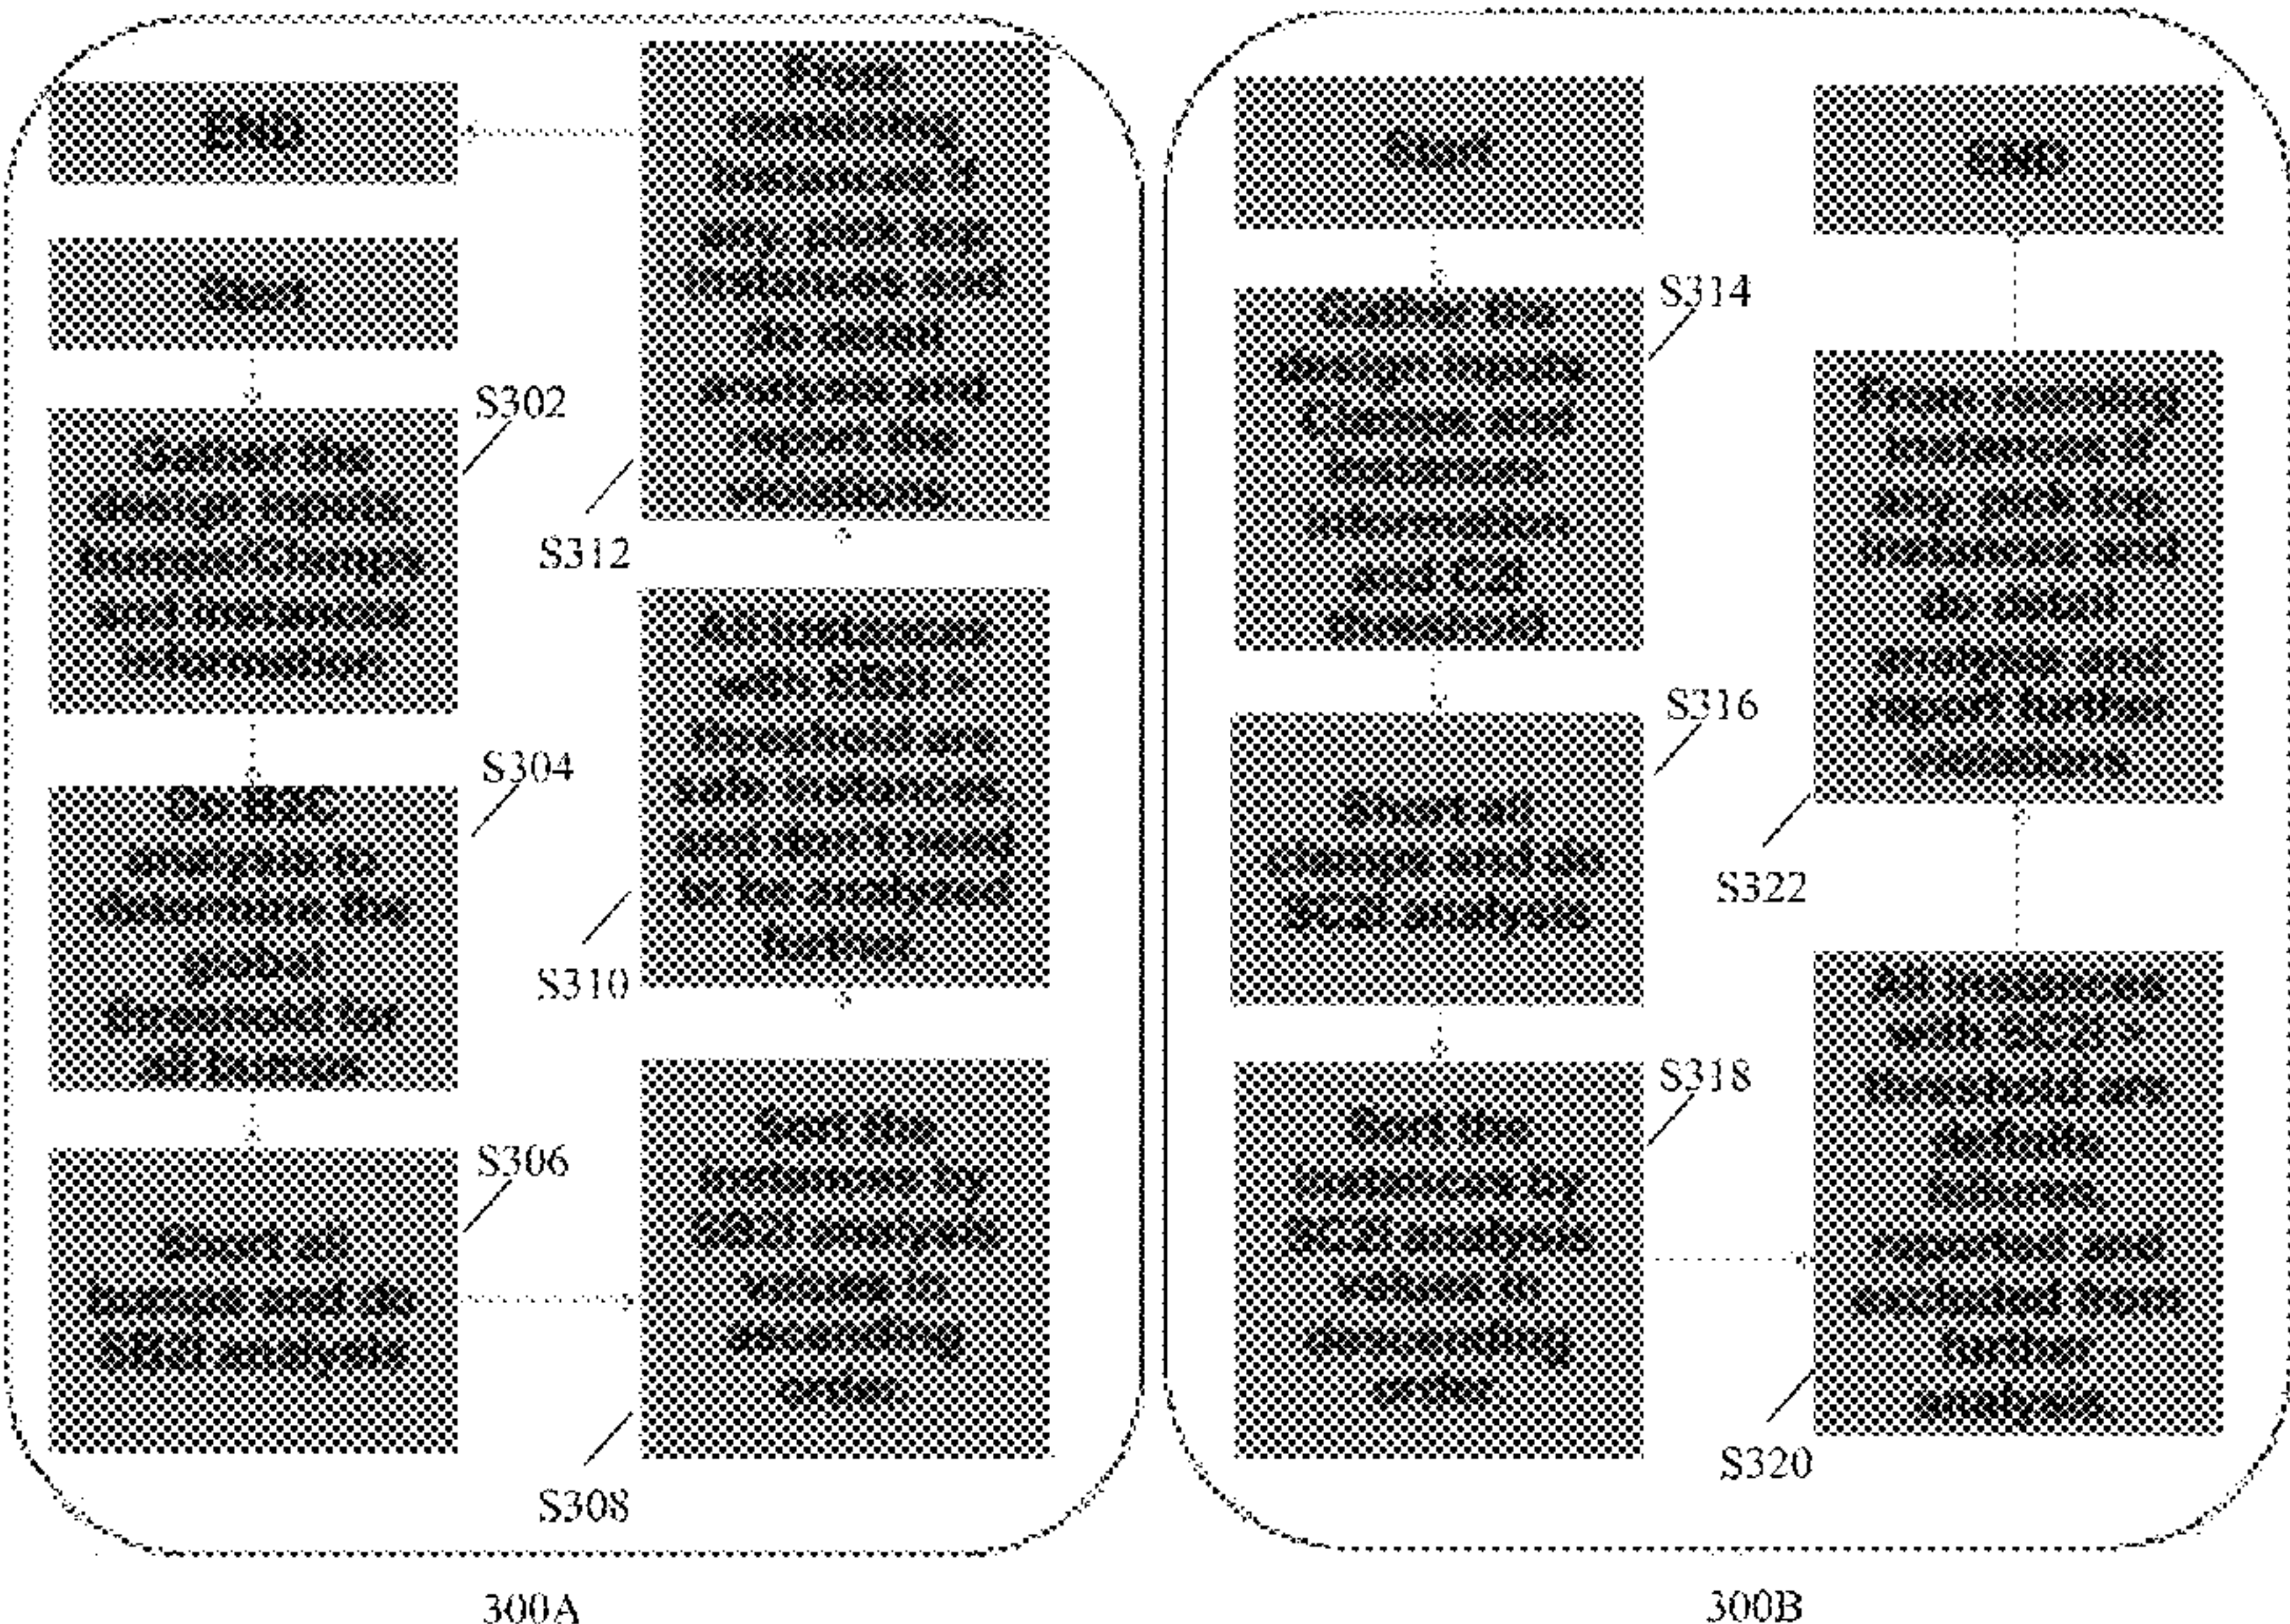 END
Start
Gather the
design inputs,
bumps/Clamps
and instances
information
S302
Do B2C
analysis to
determine the
global
threshold for
all bumps
S304
Short all
bumps and do
SB2I analysis
S306
Sort the
instances by
SB2I analysis
values in
ascending
order.
S308
All instances
with SB2I >
threshold are
safe instances
and don't need
to be analyzed
further.
S310
From
remaining
instances if
any, pick top
instances and
do detail
analysis and
report the
violations.
S312
300A
Start
Gather the
design inputs,
Clamps and
instances
information
and C2I
threshold
S314
Short all
clamps and do
SC2I analysis
S316
Sort the
instances by
SC2I analysis
values in
descending
order.
S318
All instances
with SC2I >
threshold are
definite
failures,
reported and
excluded from
further
analysis.
S320
instances if
any, pick top
instances and
do detail
analysis and
report further
violations
S322
END
300B